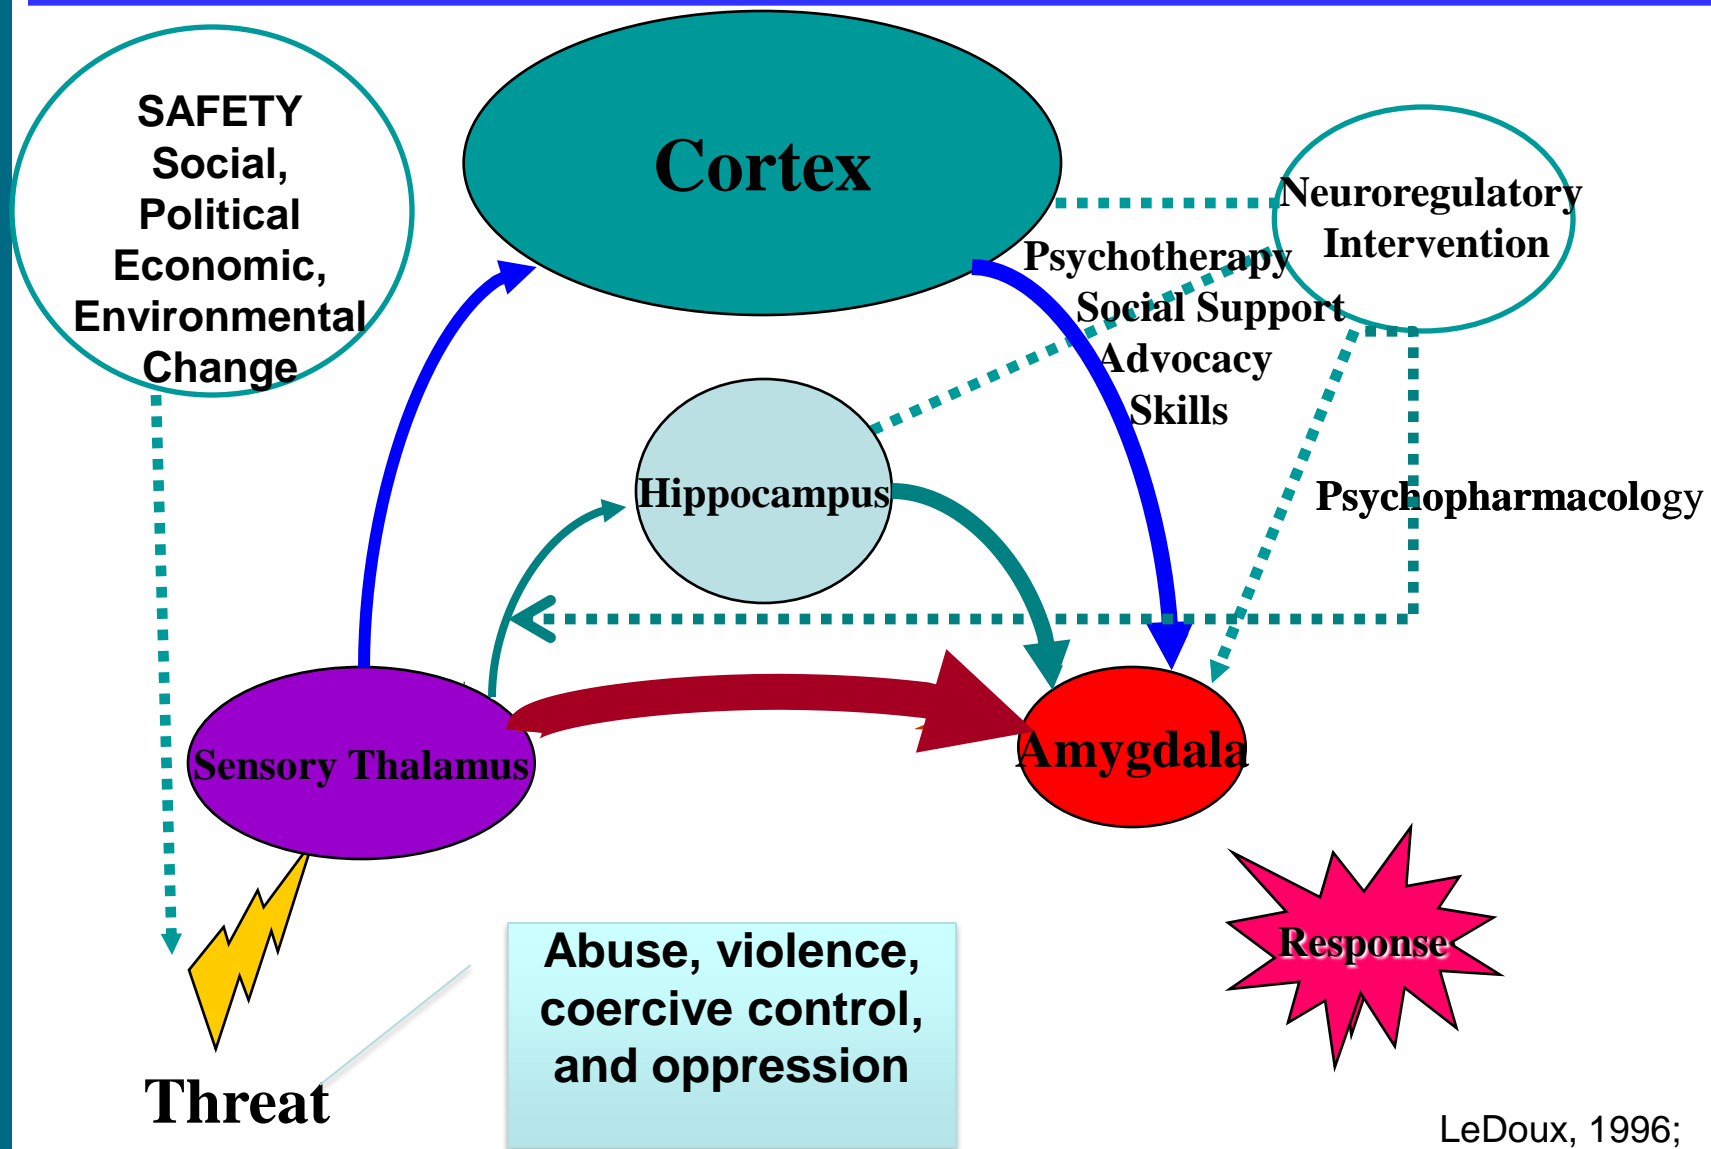 SAFETY
Social,
Political
Economic,
Environmental
Change
Cortex
Neuroregulatory
Intervention
Psychotherapy
Social Support
Advocacy
Skills
Hippocampus
Psychopharmacology
Sensory Thalamus
Amygdala
Response
Abuse, violence,
coercive control,
and oppression
Threat
LeDoux, 1996;